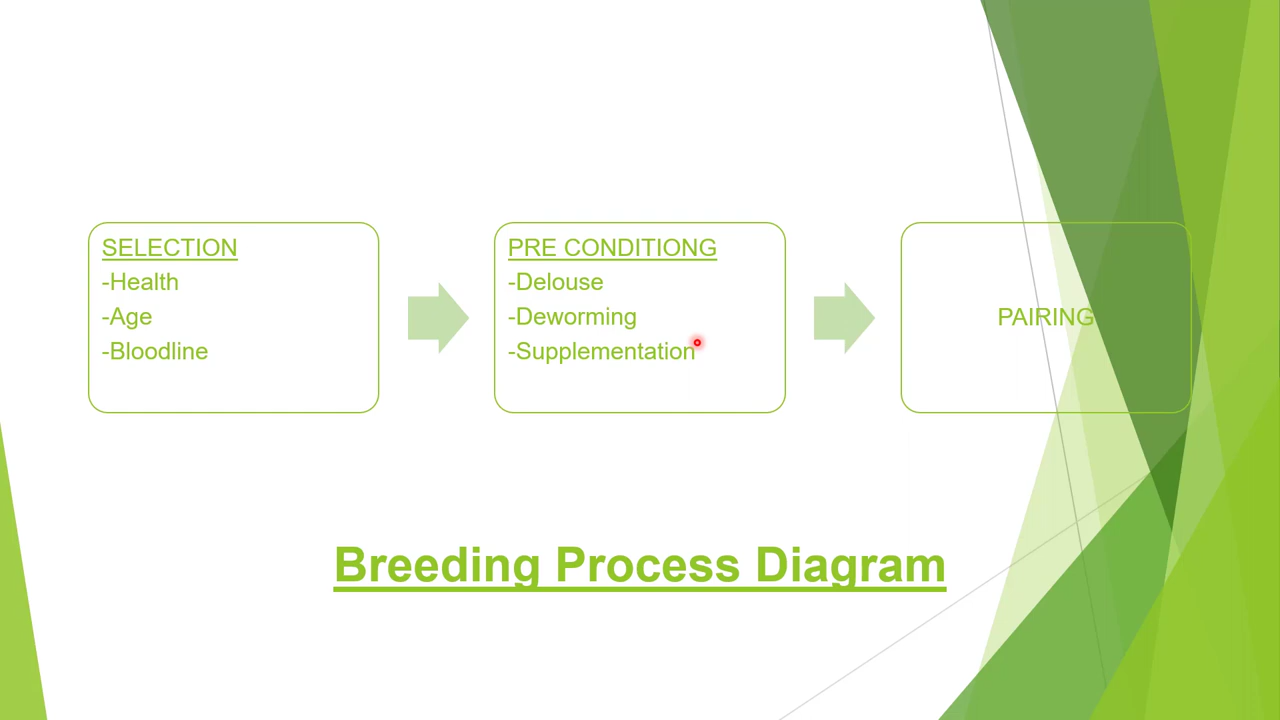 SELECTION
-Health
-Age
-Bloodline
PRE CONDITIONG
-Delouse
-Deworming
-Supplementation
PAIRING
Breeding Process Diagram